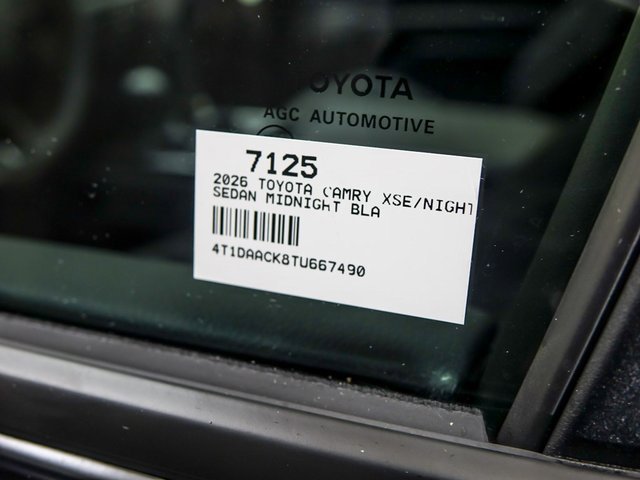 TOYOTA
AGC AUTOMOTIVE
7125
2026 TOYOTA CAMRY XSE/NIGHT
SEDAN MIDNIGHT BLA
4T1DAACK8TU667490